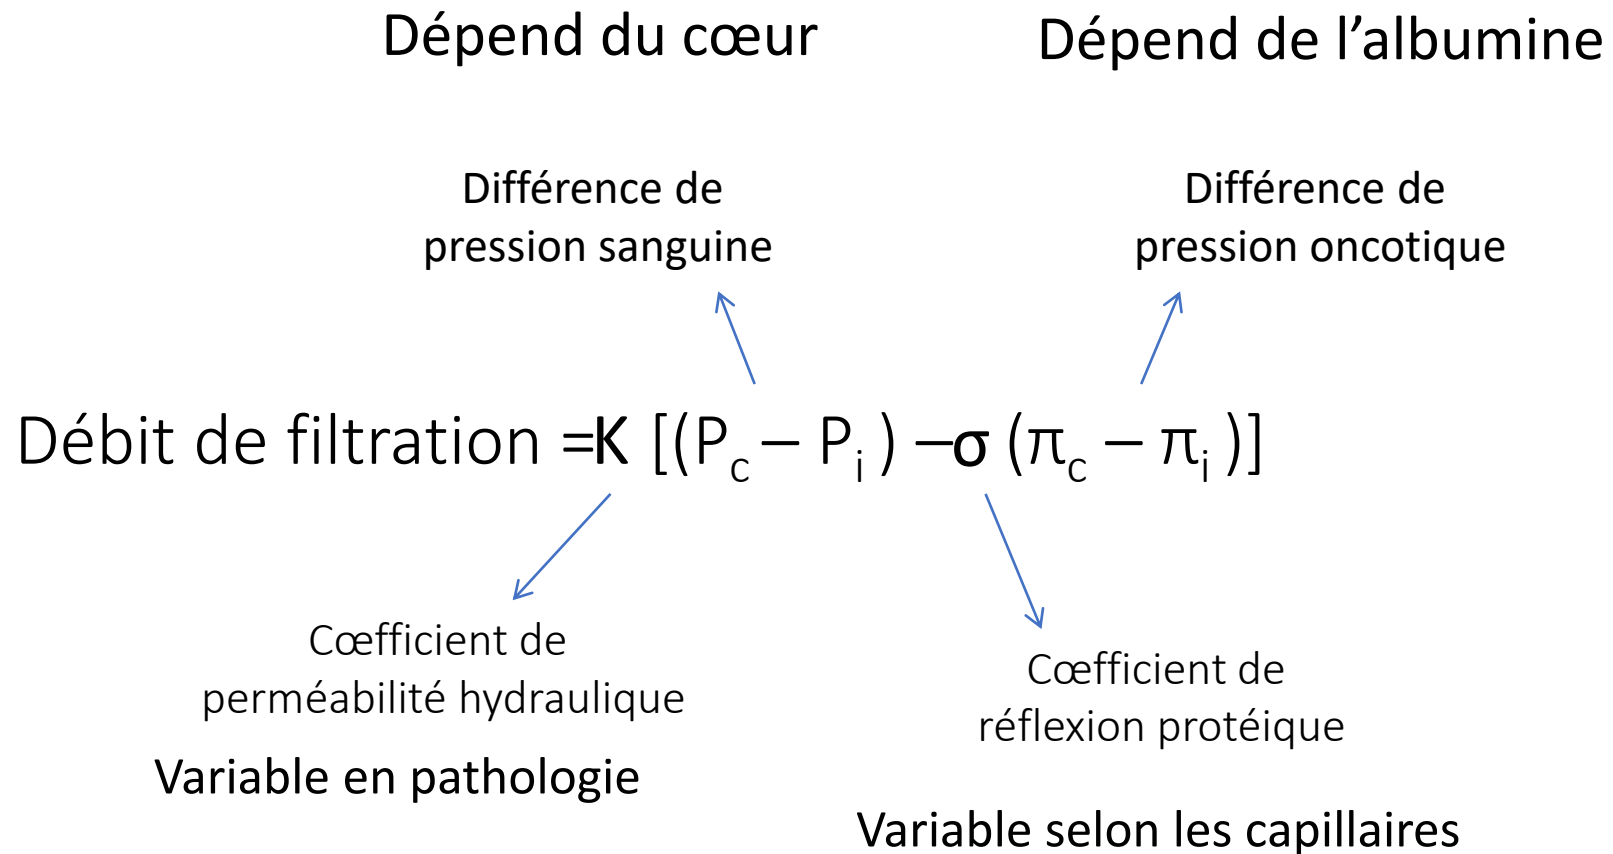 Dépend du cœur
Dépend de l’albumine
Différence de
pression sanguine
Différence de
pression oncotique
Débit de filtration =K [(Pc – Pi ) –σ (πc – πi )]
Cœfficient de
perméabilité hydraulique
Variable en pathologie
Cœfficient de
réflexion protéique
Variable selon les capillaires